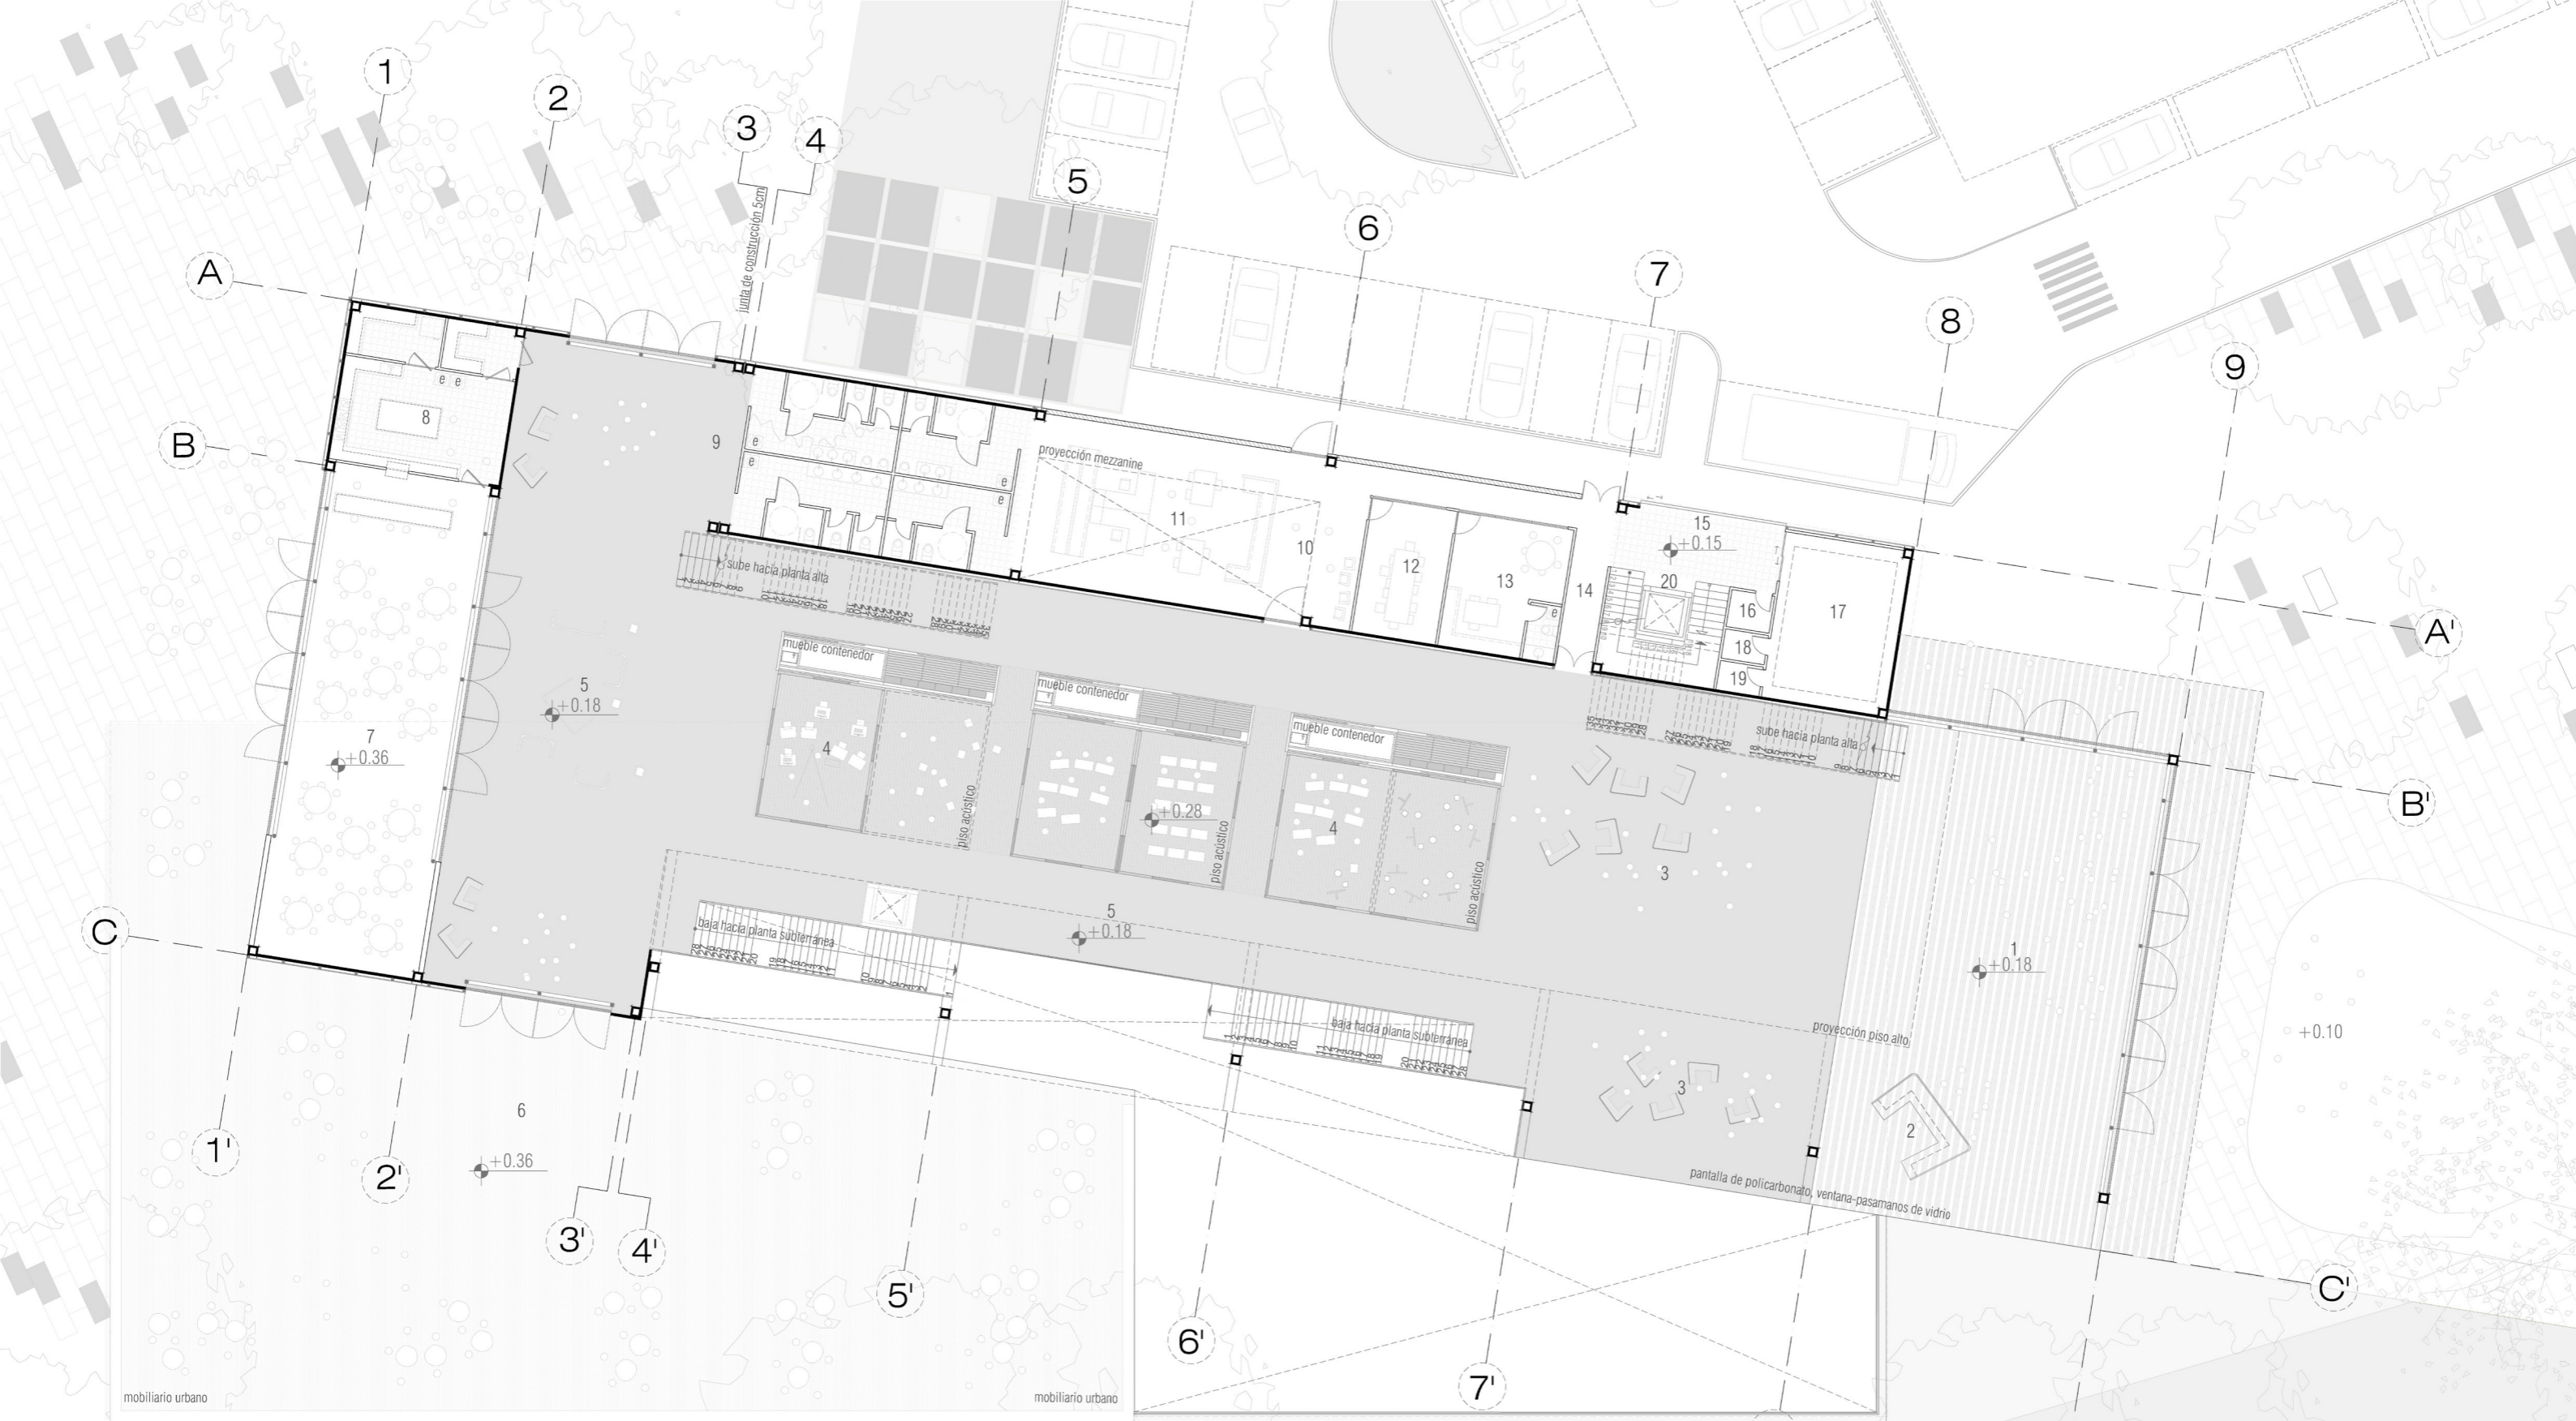 1
2
3
4
5
6
7
8
9
A
B
C
A'
B'
C'
1'
2'
3'
4'
5'
6'
7'
junta de construcción 5cm
8
e e
9
e
e
e
e
proyección mezzanine
11
10
12
13
e
14
15
+0.15
20
16
17
18
19
sube hacia planta alta
sube hacia planta alta
mueble contenedor
mueble contenedor
mueble contenedor
5
+0.18
7
+0.36
4
piso acústico
+0.28
piso acústico
4
piso acústico
3
5
+0.18
baja hacia planta subterránea
baja hacia planta subterránea
proyección piso alto
3
1
+0.18
2
+0.10
pantalla de policarbonato, ventana-pasamanos de vidrio
6
+0.36
mobiliario urbano
mobiliario urbano